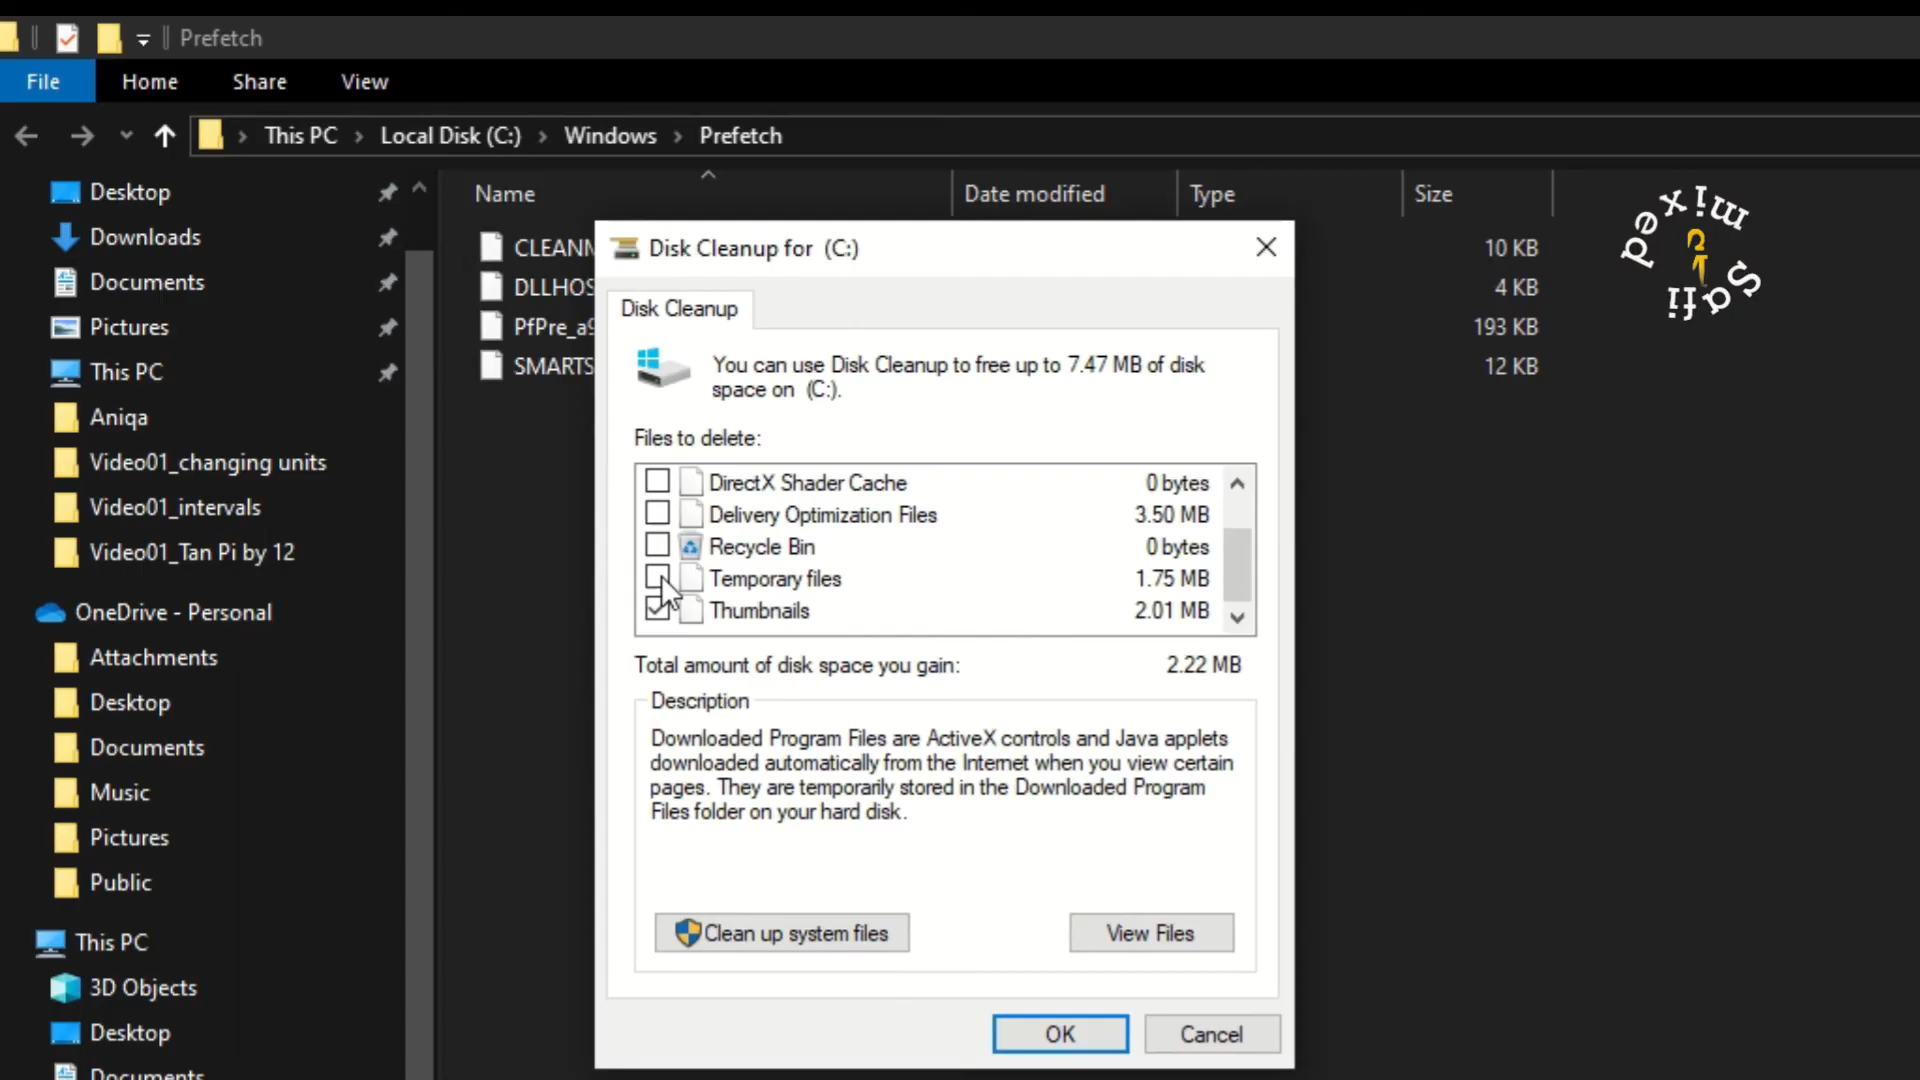 Prefetch
File Home Share View
This PC Local Disk (C:) Windows Prefetch
Desktop
Downloads
Documents
Pictures
This PC
Aniqa
Video01_changing units
Video01_intervals
Video01_Tan Pi by 12
OneDrive - Personal
Attachments
Desktop
Documents
Music
Pictures
Public
This PC
3D Objects
Desktop
Documents
Name Date modified Type Size
CLEANM 10 KB
DLLHOS 4 KB
PfPre_a9 193 KB
SMARTS 12 KB
Disk Cleanup for (C:)
Disk Cleanup
You can use Disk Cleanup to free up to 7.47 MB of disk
space on (C:).
Files to delete:
DirectX Shader Cache 0 bytes
Delivery Optimization Files 3.50 MB
Recycle Bin 0 bytes
Temporary files 1.75 MB
Thumbnails 2.01 MB
Total amount of disk space you gain: 2.22 MB
Description
Downloaded Program Files are ActiveX controls and Java applets
downloaded automatically from the Internet when you view certain
pages. They are temporarily stored in the Downloaded Program
Files folder on your hard disk.
Clean up system files View Files
OK Cancel
Safi mixed